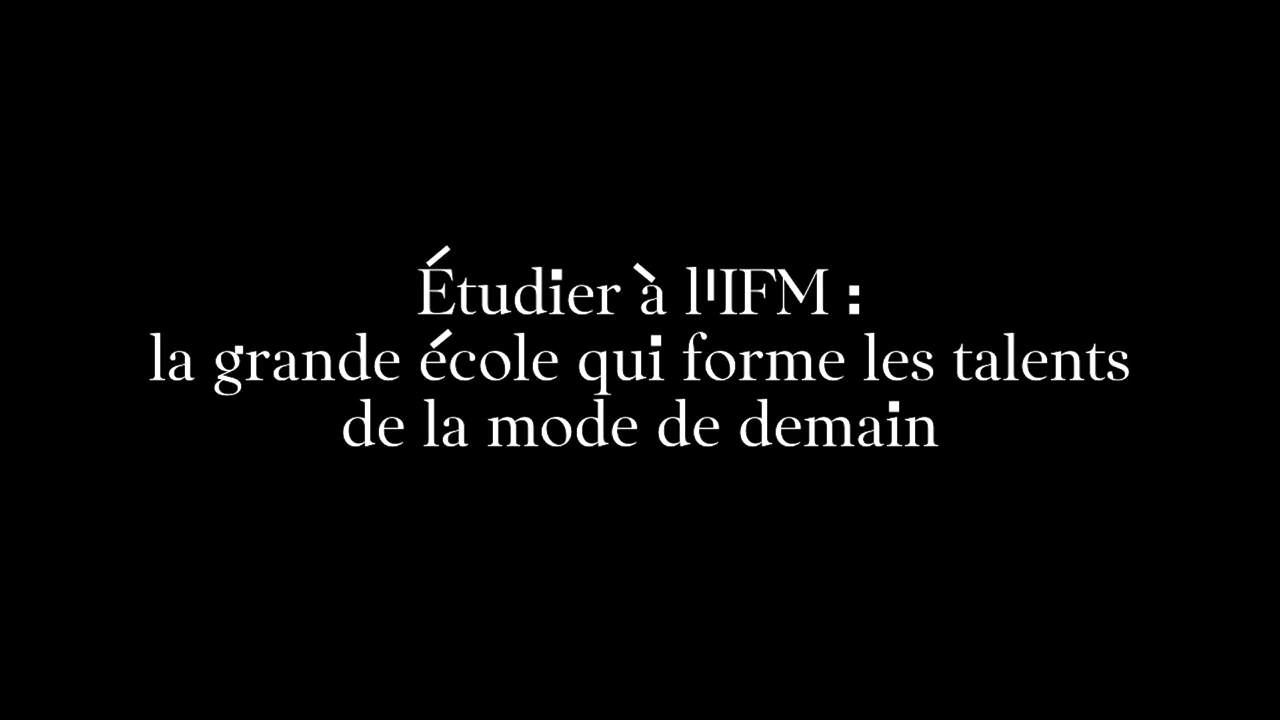 Étudier à l'IFM :
la grande école qui forme les talents
de la mode de demain